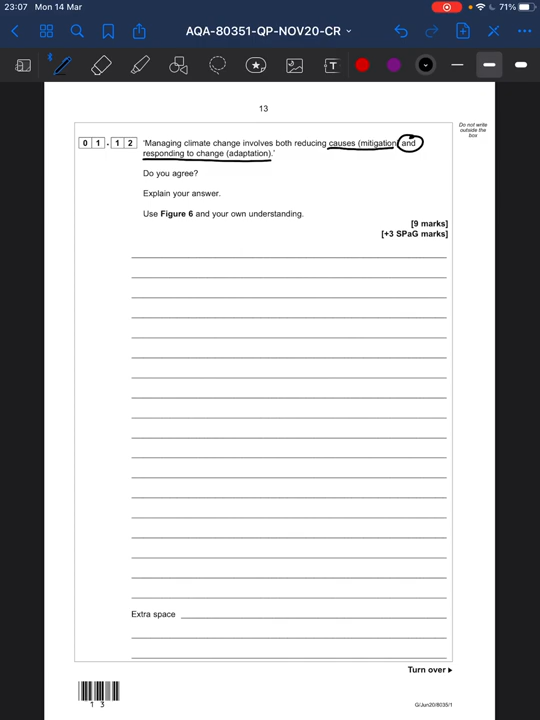 23:07 Mon 14 Mar
71%
AQA-80351-QP-NOV20-CR
T
13
Do not write outside the box
0 1 . 1 2
'Managing climate change involves both reducing causes (mitigation) and
responding to change (adaptation).'
Do you agree?
Explain your answer.
Use Figure 6 and your own understanding.
[9 marks]
[+3 SPaG marks]
Extra space
Turn over
1 3
G/Jun20/8035/1